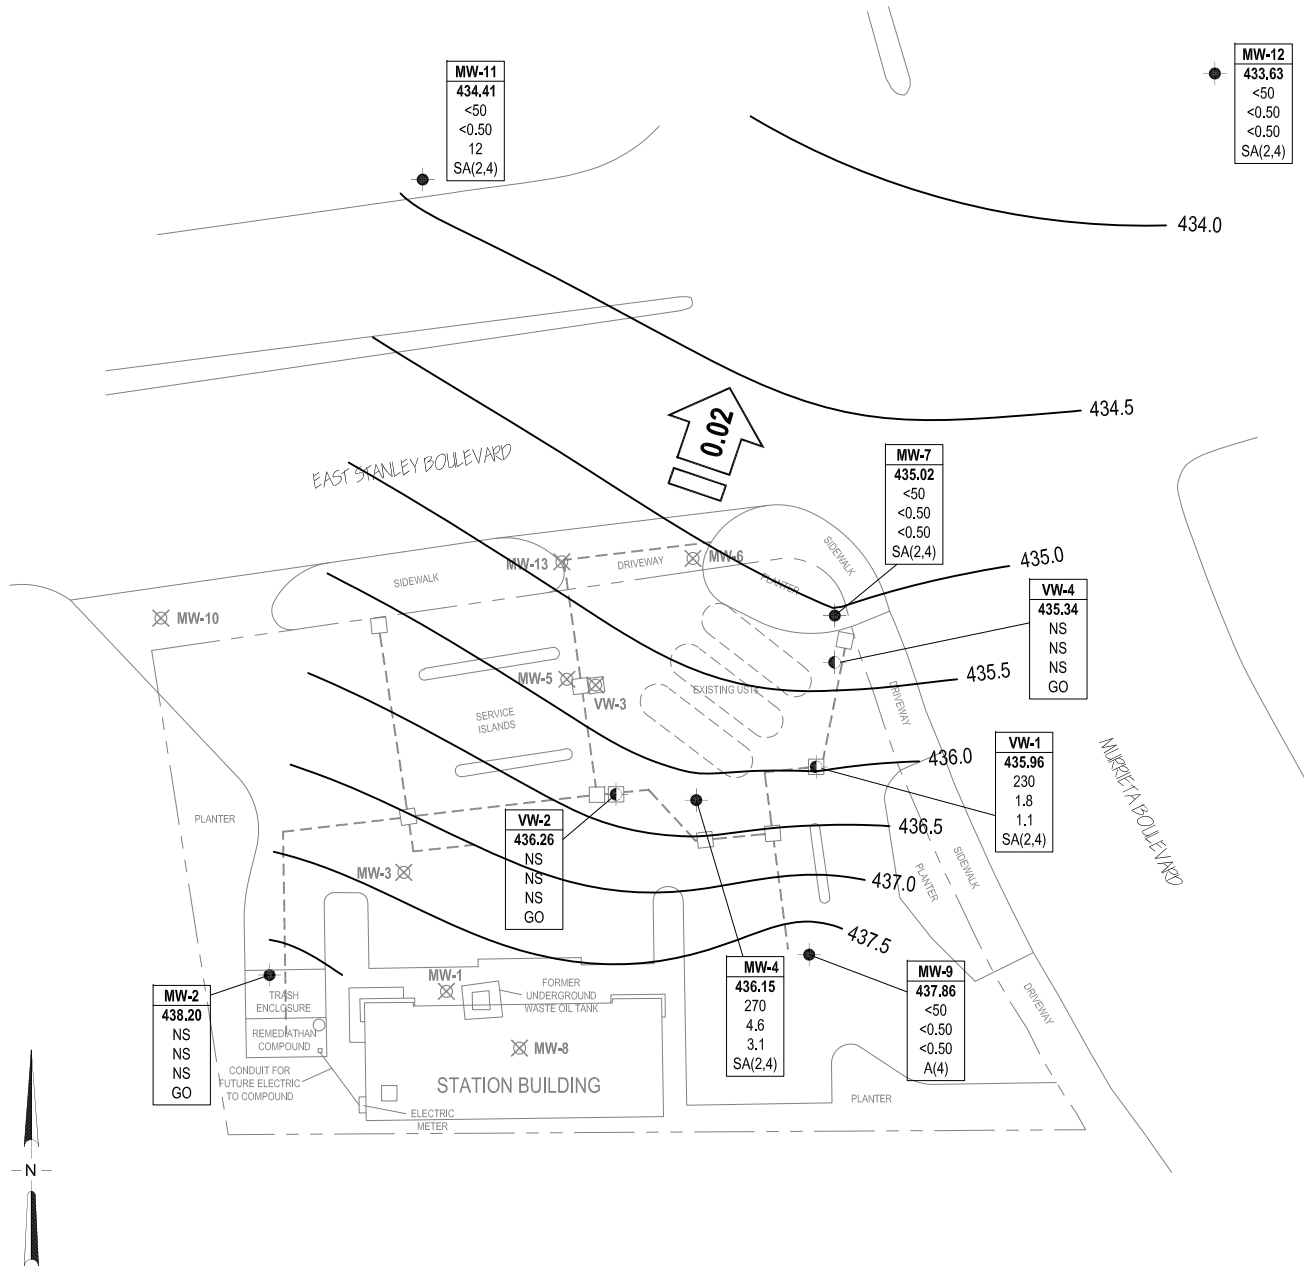 MW-11
434.41
<50
<0.50
12
SA(2,4)
MW-12
433.63
<50
<0.50
<0.50
SA(2,4)
434.0
434.5
0.02
EAST STANLEY BOULEVARD
MW-7
435.02
<50
<0.50
<0.50
SA(2,4)
435.0
MW-13
DRIVEWAY
MW-6
SIDEWALK
SIDEWALK
PLANTER
MW-10
VW-4
435.34
NS
NS
NS
GO
435.5
MW-5
VW-3
EXISTING USTs
DRIVEWAY
SERVICE
ISLANDS
VW-1
435.96
230
1.8
1.1
SA(2,4)
436.0
MURRIETA BOULEVARD
PLANTER
VW-2
436.26
NS
NS
NS
GO
436.5
SIDEWALK
PLANTER
MW-3
437.0
437.5
MW-4
436.15
270
4.6
3.1
SA(2,4)
MW-9
437.86
<50
<0.50
<0.50
A(4)
MW-2
438.20
NS
NS
NS
GO
MW-1
FORMER
UNDERGROUND
WASTE OIL TANK
TRASH
ENCLOSURE
REMEDIATHAN
COMPOUND
DRIVEWAY
MW-8
CONDUIT FOR
FUTURE ELECTRIC
TO COMPOUND
STATION BUILDING
ELECTRIC
METER
PLANTER
N